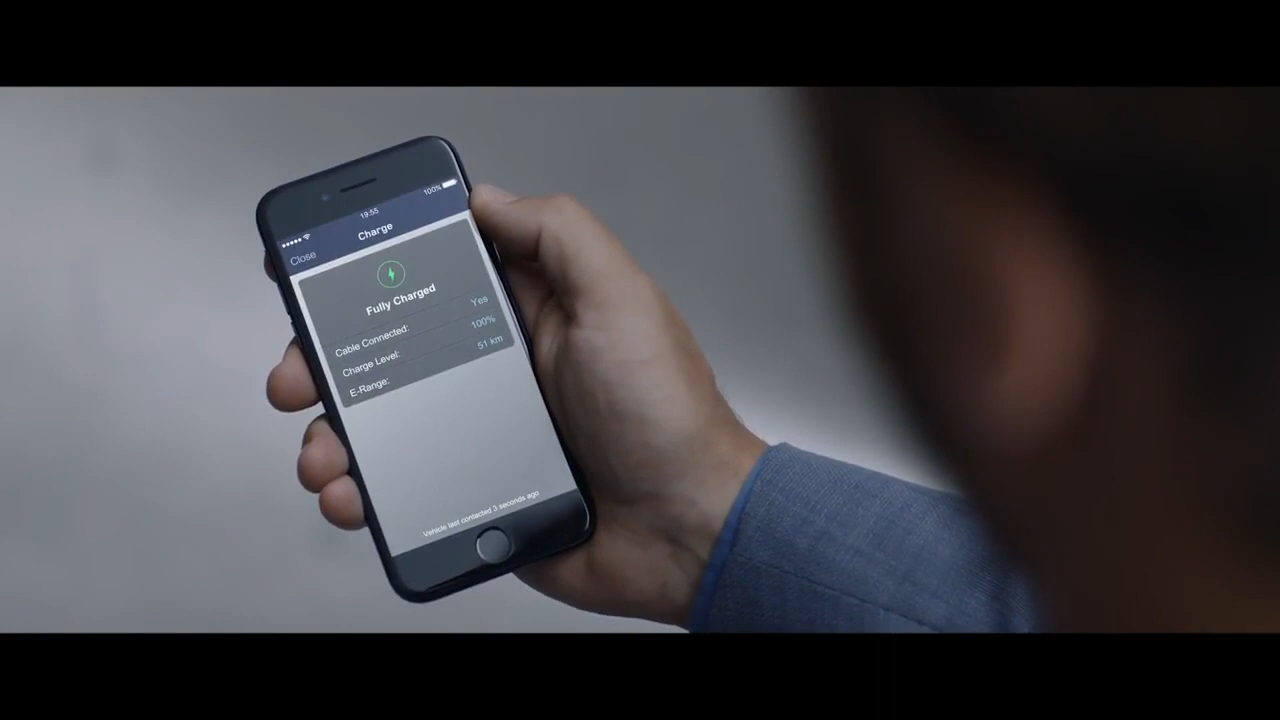 100%
19:55
Close
Charge
Fully Charged
Cable Connected: Yes
Charge Level: 100%
E-Range: 51 km
Vehicle last contacted 3 seconds ago